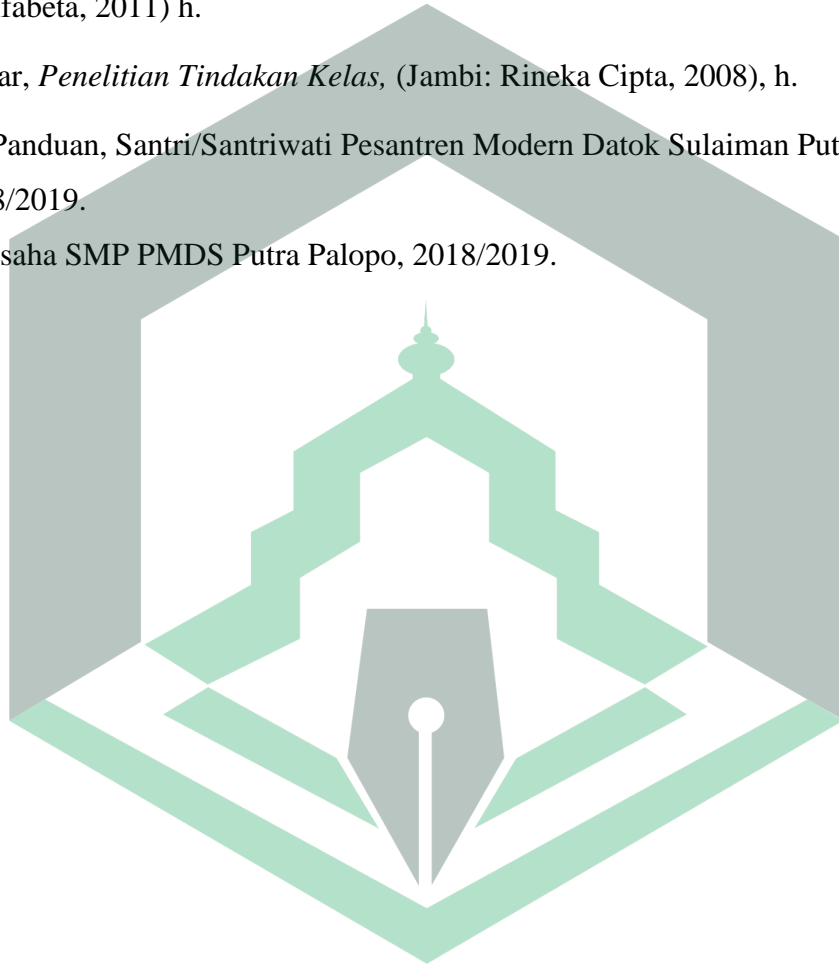 fabeta, 2011) h.
ar, Penelitian Tindakan Kelas, (Jambi: Rineka Cipta, 2008), h.
Panduan, Santri/Santriwati Pesantren Modern Datok Sulaiman Put
/2019.
saha SMP PMDS Putra Palopo, 2018/2019.